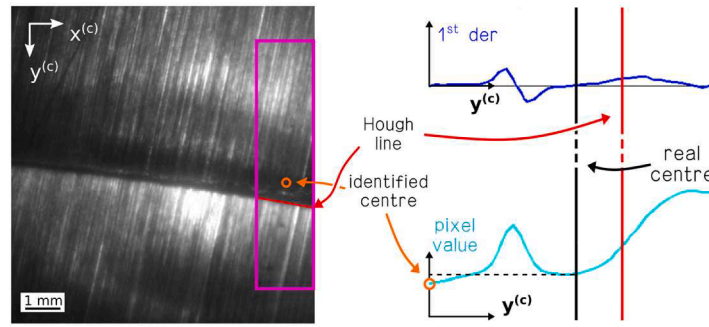 x(c)
y(c)
1 mm
1st der
y(c)
Hough
line
identified
centre
real
centre
pixel
value
y(c)